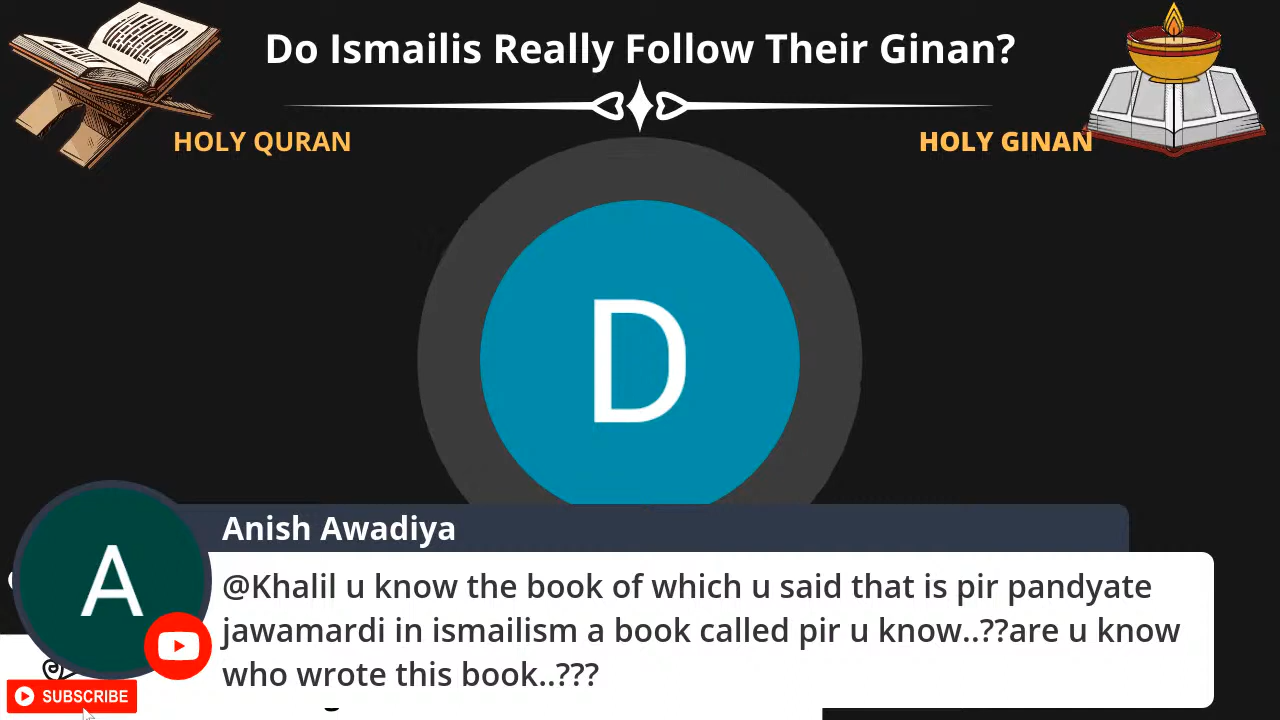 Do Ismailis Really Follow Their Ginan?
HOLY QURAN
HOLY GINAN
D
Anish Awadiya
A
@Khalil u know the book of which u said that is pir pandyate
jawamardi in ismailism a book called pir u know..??are u know
who wrote this book..???
SUBSCRIBE